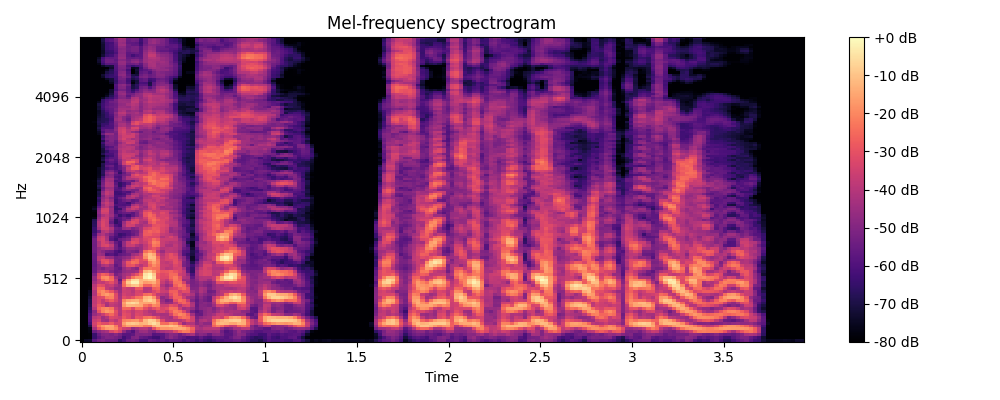 Mel-frequency spectrogram
+0 dB
-10 dB
-20 dB
-30 dB
-40 dB
-50 dB
-60 dB
-70 dB
-80 dB
4096
2048
1024
512
0
Hz
0 0.5 1 1.5 2 2.5 3 3.5
Time